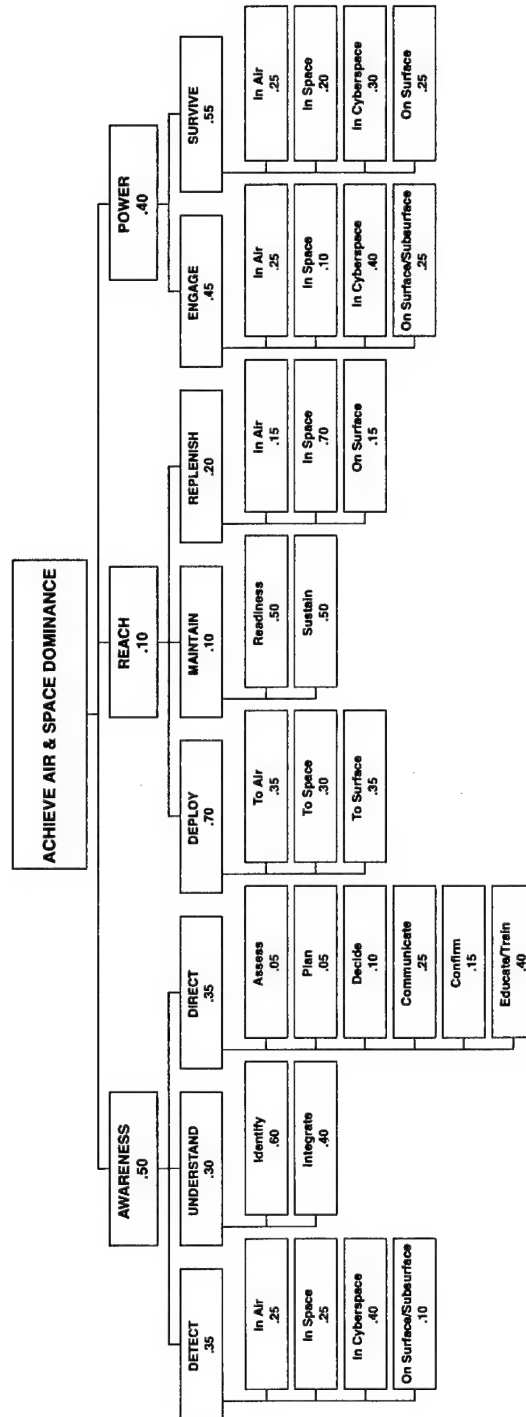 ACHIEVE AIR & SPACE DOMINANCE
AWARENESS
.50
REACH
.10
POWER
.40
DETECT
.35
UNDERSTAND
.30
DIRECT
.35
DEPLOY
.70
MAINTAIN
.10
REPLENISH
.20
ENGAGE
.45
SURVIVE
.55
In Air
.25
In Space
.25
In Cyberspace
.40
On Surface/Subsurface
.10
Identify
.60
Integrate
.40
Assess
.05
Plan
.05
Decide
.10
Communicate
.25
Confirm
.15
Educate/Train
.40
To Air
.35
To Space
.30
To Surface
.35
Readiness
.50
Sustain
.50
In Air
.15
In Space
.70
On Surface
.15
In Air
.25
In Space
.10
In Cyberspace
.40
On Surface/Subsurface
.25
In Air
.25
In Space
.20
In Cyberspace
.30
On Surface
.25